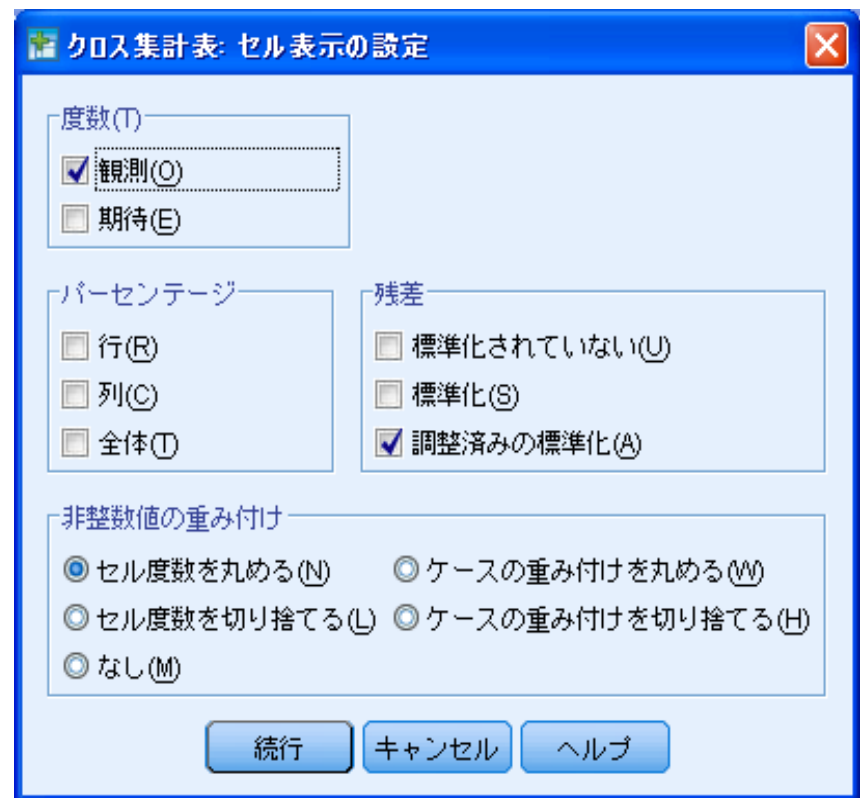 クロス集計表: セル表示の設定
度数(T)
観測(O)
期待(E)
パーセンテージ
残差
行(R)
標準化されていない(U)
列(C)
標準化(S)
全体(T)
調整済みの標準化(A)
非整数値の重み付け
セル度数を丸める(N)
ケースの重み付けを丸める(W)
セル度数を切り捨てる(L)
ケースの重み付けを切り捨てる(H)
なし(M)
続行
キャンセル
ヘルプ